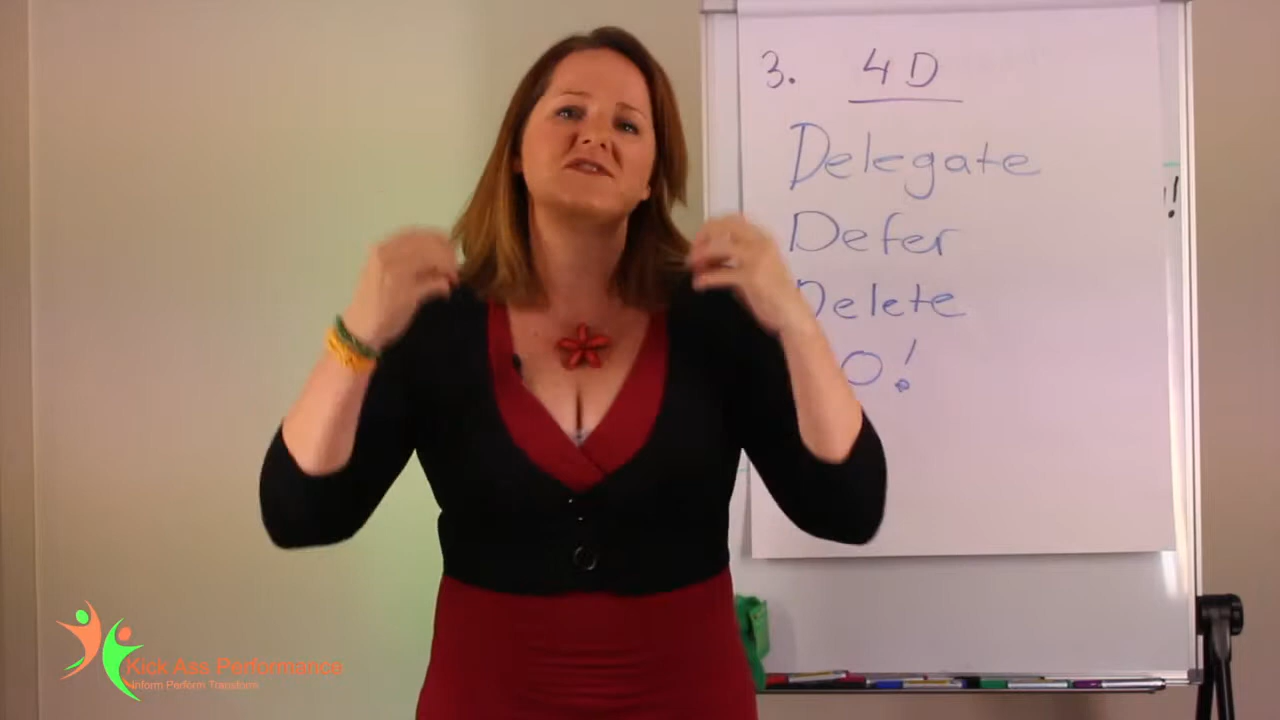 3. 4D
Delegate
Defer
Delete
O!
!
Kick Ass Performance
Inform Perform Transform